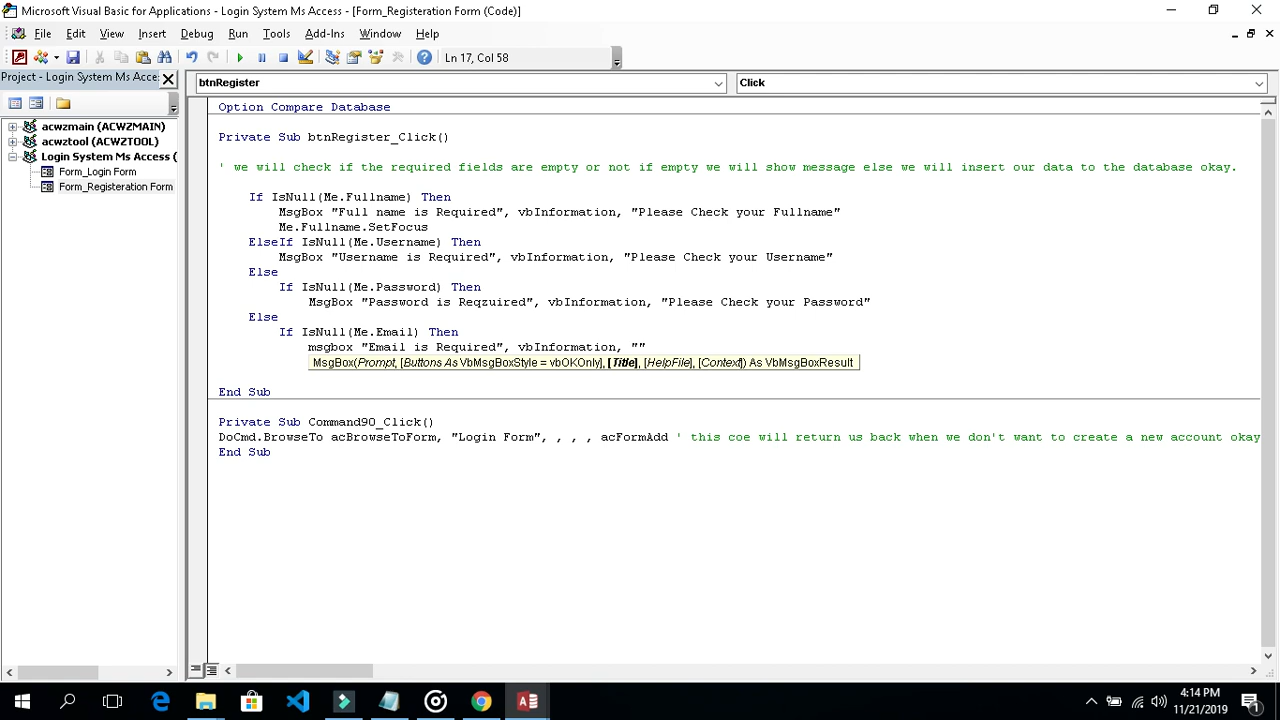 Microsoft Visual Basic for Applications - Login System Ms Access - [Form_Registeration Form (Code)]
File Edit View Insert Format Debug Run Tools Add-Ins Window Help
Ln 17, Col 58
Project - Login System Ms Acce
btnRegister Click
acwzmain (ACWZMAIN)
acwztool (ACWZTOOL)
Login System Ms Access (
Form_Login Form
Form_Registeration Form
Option Compare Database
Private Sub btnRegister_Click()
' we will check if the required fields are empty or not if empty we will show message else we will insert our data to the database okay.
If IsNull(Me.Fullname) Then
MsgBox "Full name is Required", vbInformation, "Please Check your Fullname"
Me.Fullname.SetFocus
ElseIf IsNull(Me.Username) Then
MsgBox "Username is Required", vbInformation, "Please Check your Username"
Else
If IsNull(Me.Password) Then
MsgBox "Password is Reqzuired", vbInformation, "Please Check your Password"
Else
If IsNull(Me.Email) Then
msgbox "Email is Required", vbInformation, ""
MsgBox(Prompt, [Buttons As VbMsgBoxStyle = vbOKOnly], [Title], [HelpFile], [Context]) As VbMsgBoxResult
End Sub
Private Sub Command90_Click()
DoCmd.BrowseTo acBrowseToForm, "Login Form", , , , acFormAdd ' this coe will return us back when we don't want to create a new account okay
End Sub
4:14 PM
11/21/2019
1